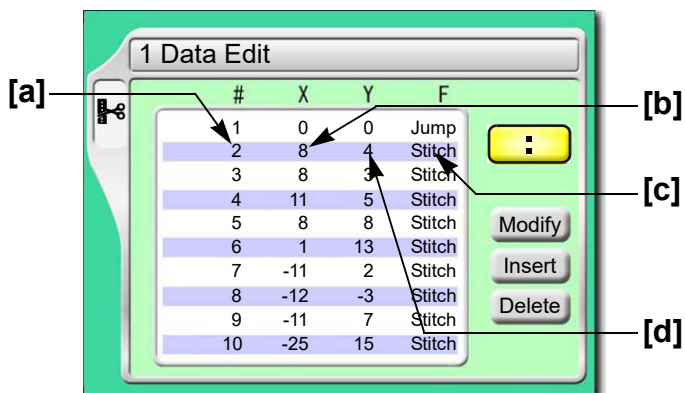 1 Data Edit
[a]
# X Y F
[b]
1 0 0 Jump
:
2 8 4 Stitch
3 8 3 Stitch
[c]
4 11 5 Stitch
5 8 8 Stitch
Modify
6 1 13 Stitch
7 -11 2 Stitch
Insert
8 -12 -3 Stitch
Delete
9 -11 7 Stitch
[d]
10 -25 15 Stitch